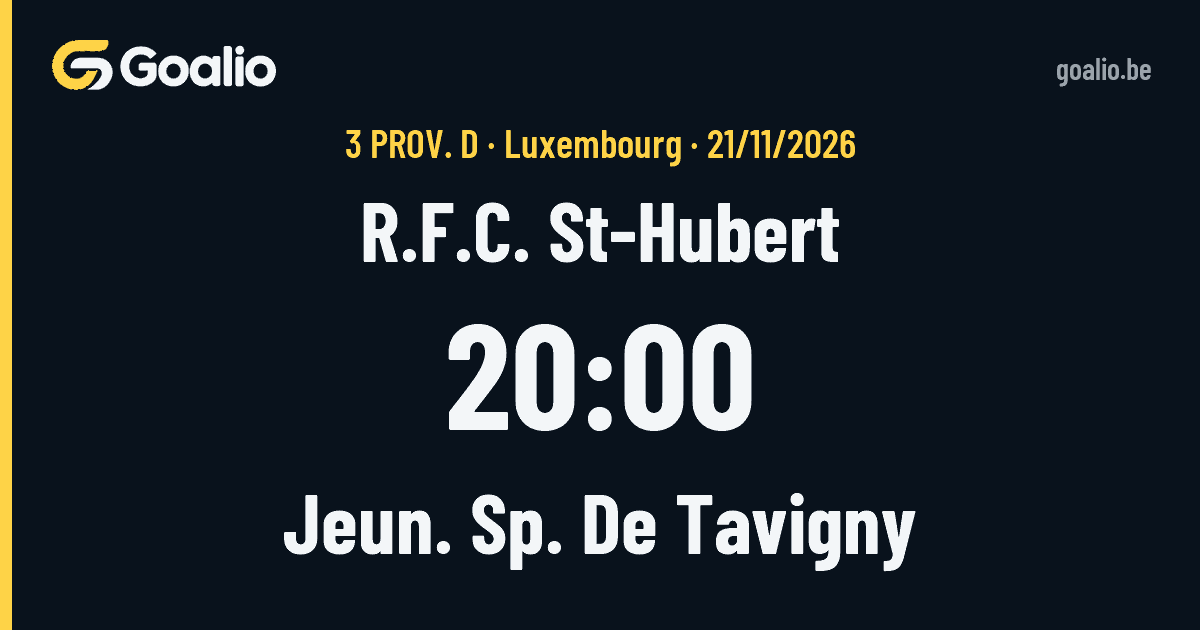 Goalio
goalio.be
3 PROV. D · Luxembourg · 21/11/2026
R.F.C. St-Hubert
20:00
Jeun. Sp. De Tavigny